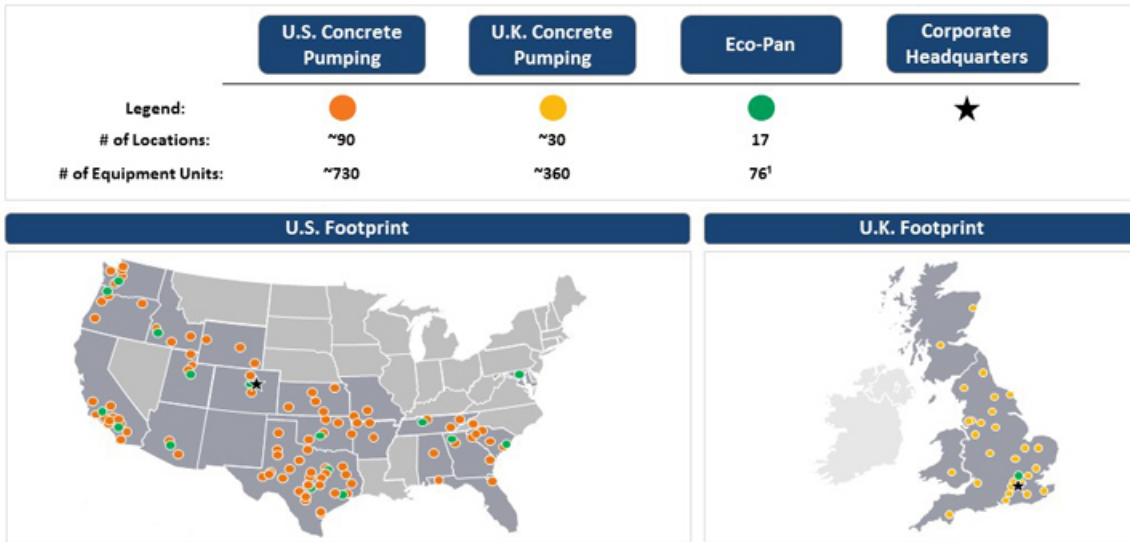 U.S. Concrete Pumping
U.K. Concrete Pumping
Eco-Pan
Corporate Headquarters
Legend:
# of Locations: ~90 ~30 17
# of Equipment Units: ~730 ~360 76¹
U.S. Footprint
U.K. Footprint